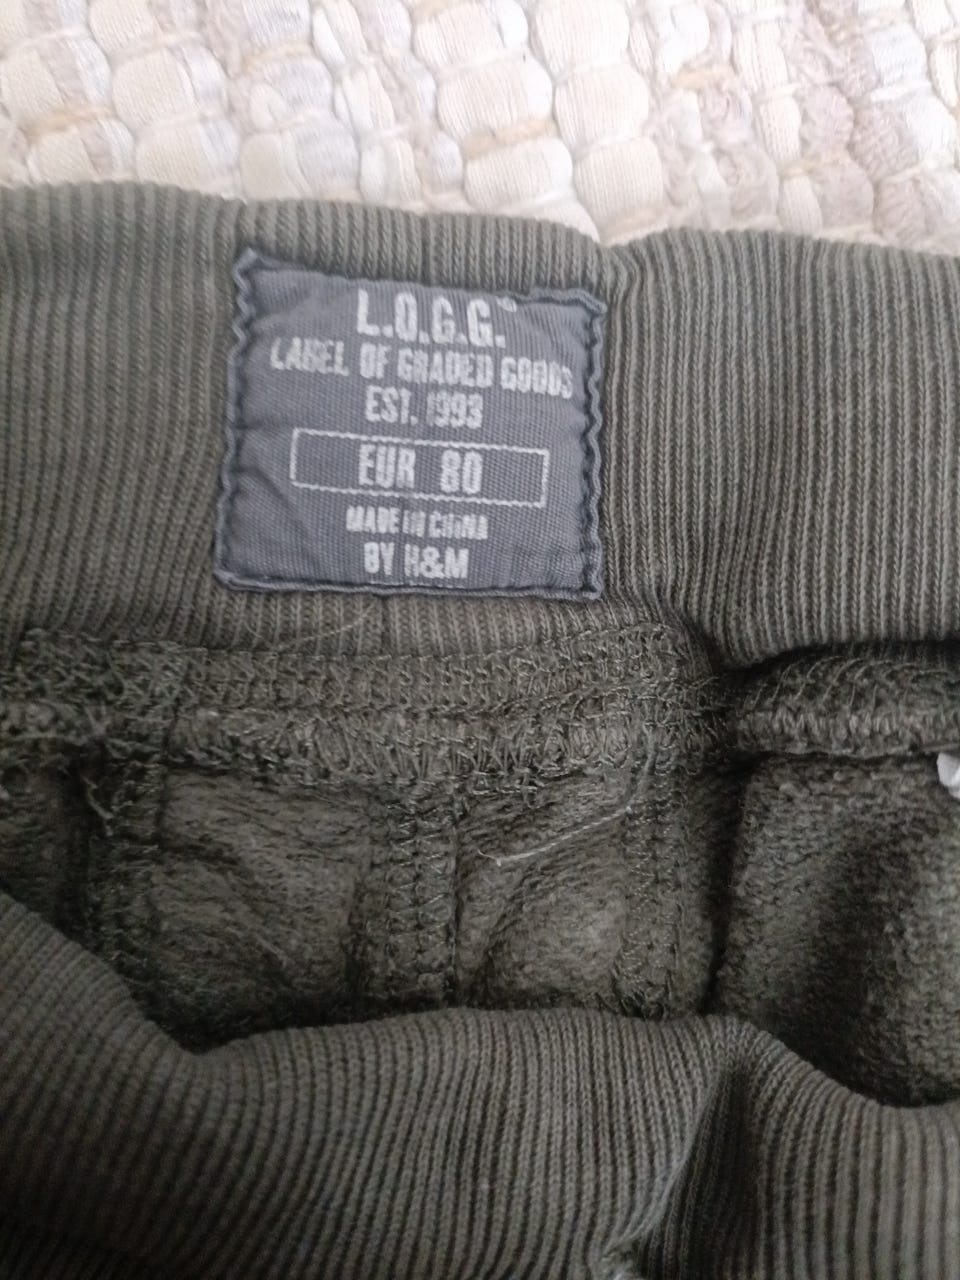 L.O.G.G.
LABEL OF GRADED GOODS
EST. 1993
EUR 80
MADE IN CHINA
BY H&M